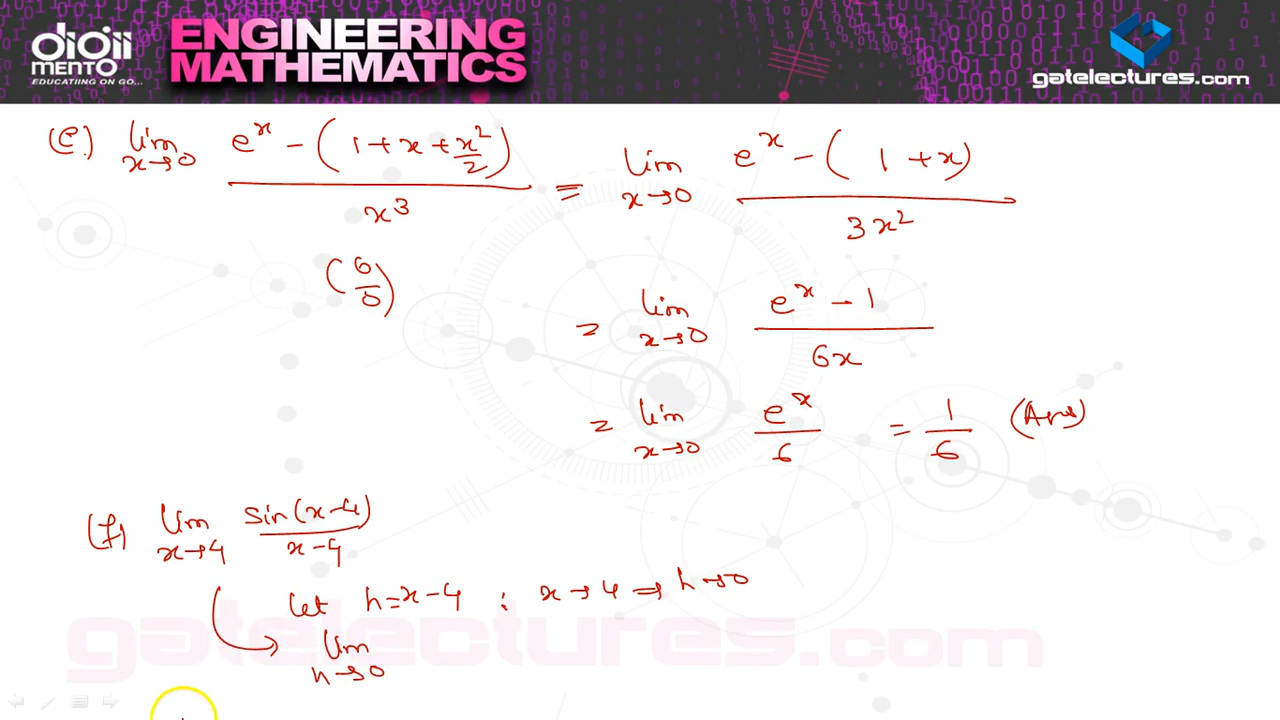 digii MENTO EDUCATIING ON GO...
ENGINEERING MATHEMATICS
gatelectures.com
(e.) lim x→0 e^x - (1 + x + x²/2) / x³ = lim x→0 e^x - (1 + x) / 3x²
(0/0)
= lim x→0 e^x - 1 / 6x
= lim x→0 e^x / 6 = 1/6 (Ans)
(f) lim x→4 sin(x-4) / x-4
let h = x-4 : x→4 ⇒ h→0
lim h→0
gatelectures.com